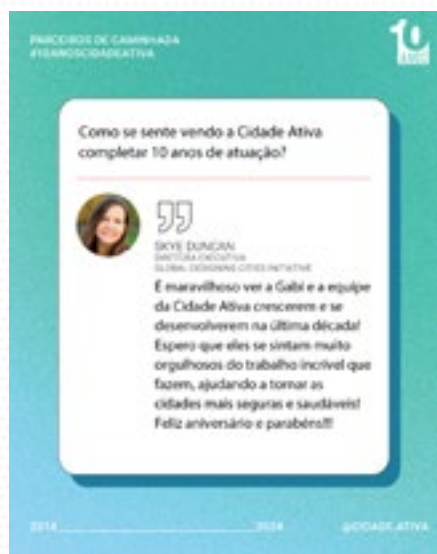 PARCEIROS DE CAMINHADA
#10ANOSCIDADEATIVA
10
ANOS
Como se sente vendo a Cidade Ativa
completar 10 anos de atuação?
SKYE DUNCAN
DIRETORA EXECUTIVA
GLOBAL DESIGNING CITIES INITIATIVE
É maravilhoso ver a Gabi e a equipe
da Cidade Ativa crescerem e se
desenvolverem na última década!
Espero que eles se sintam muito
orgulhosos do trabalho incrível que
fazem, ajudando a tornar as
cidades mais seguras e saudáveis!
Feliz aniversário e parabéns!!!
2014 2024 @CIDADE.ATIVA